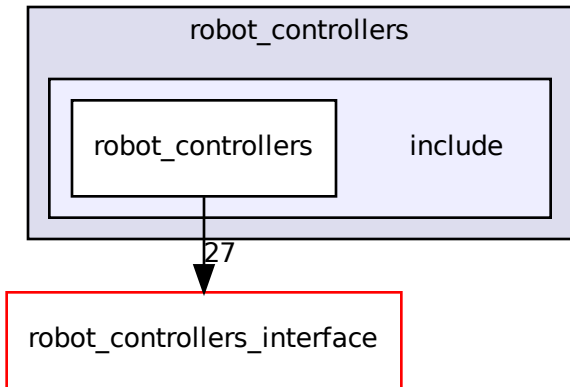 robot_controllers
robot_controllers
include
27
robot_controllers_interface